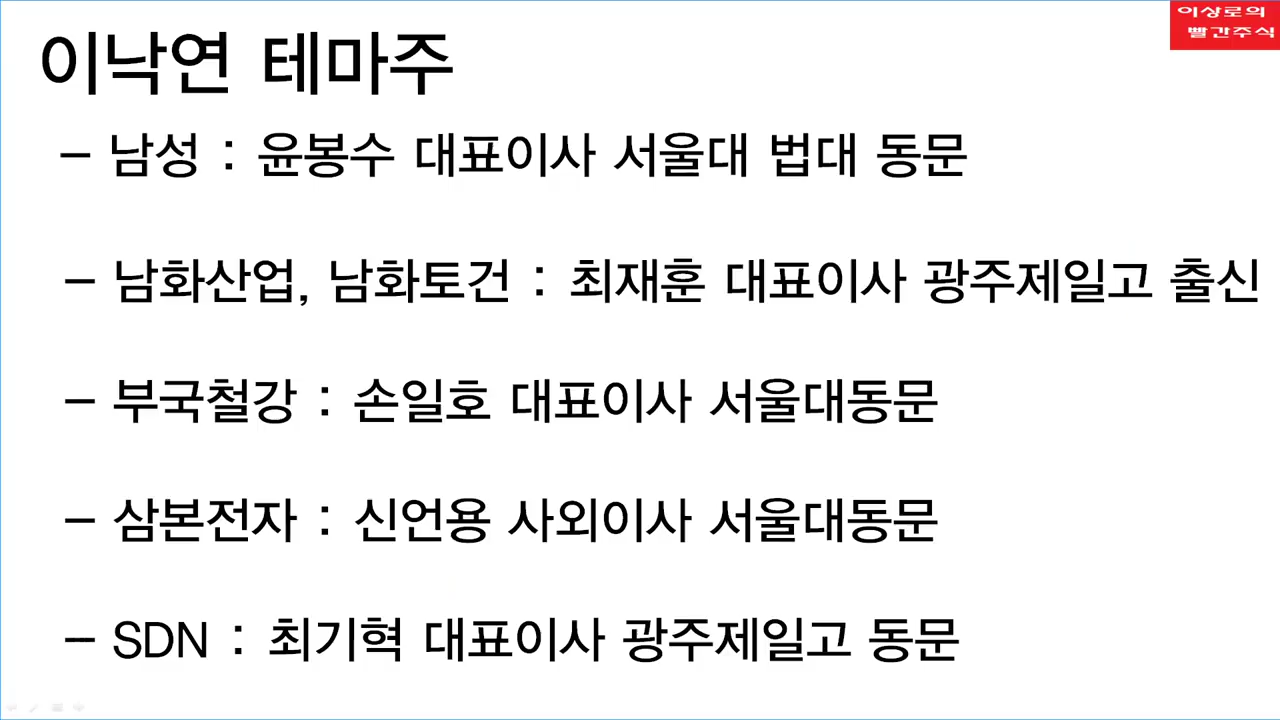 이상로의
빨간주식
이낙연 테마주
– 남성 : 윤봉수 대표이사 서울대 법대 동문
– 남화산업, 남화토건 : 최재훈 대표이사 광주제일고 출신
– 부국철강 : 손일호 대표이사 서울대동문
– 삼본전자 : 신언용 사외이사 서울대동문
– SDN : 최기혁 대표이사 광주제일고 동문